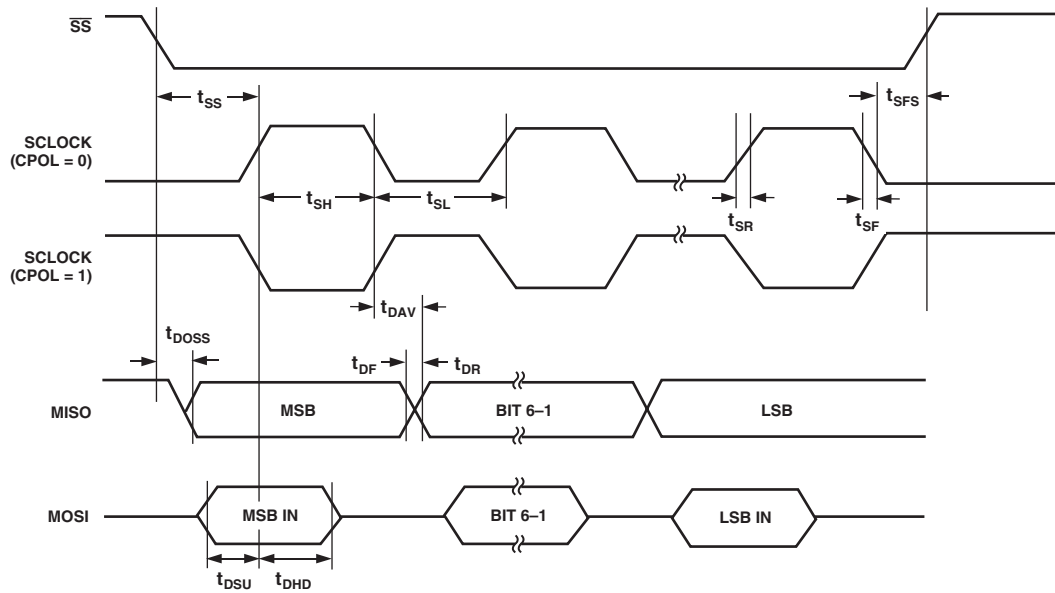 SS
tSS
tSFS
SCLOCK
(CPOL = 0)
tSH
tSL
tSR
tSF
SCLOCK
(CPOL = 1)
tDAV
tDOSS
tDF
tDR
MISO
MSB
BIT 6–1
LSB
MOSI
MSB IN
BIT 6–1
LSB IN
tDSU
tDHD